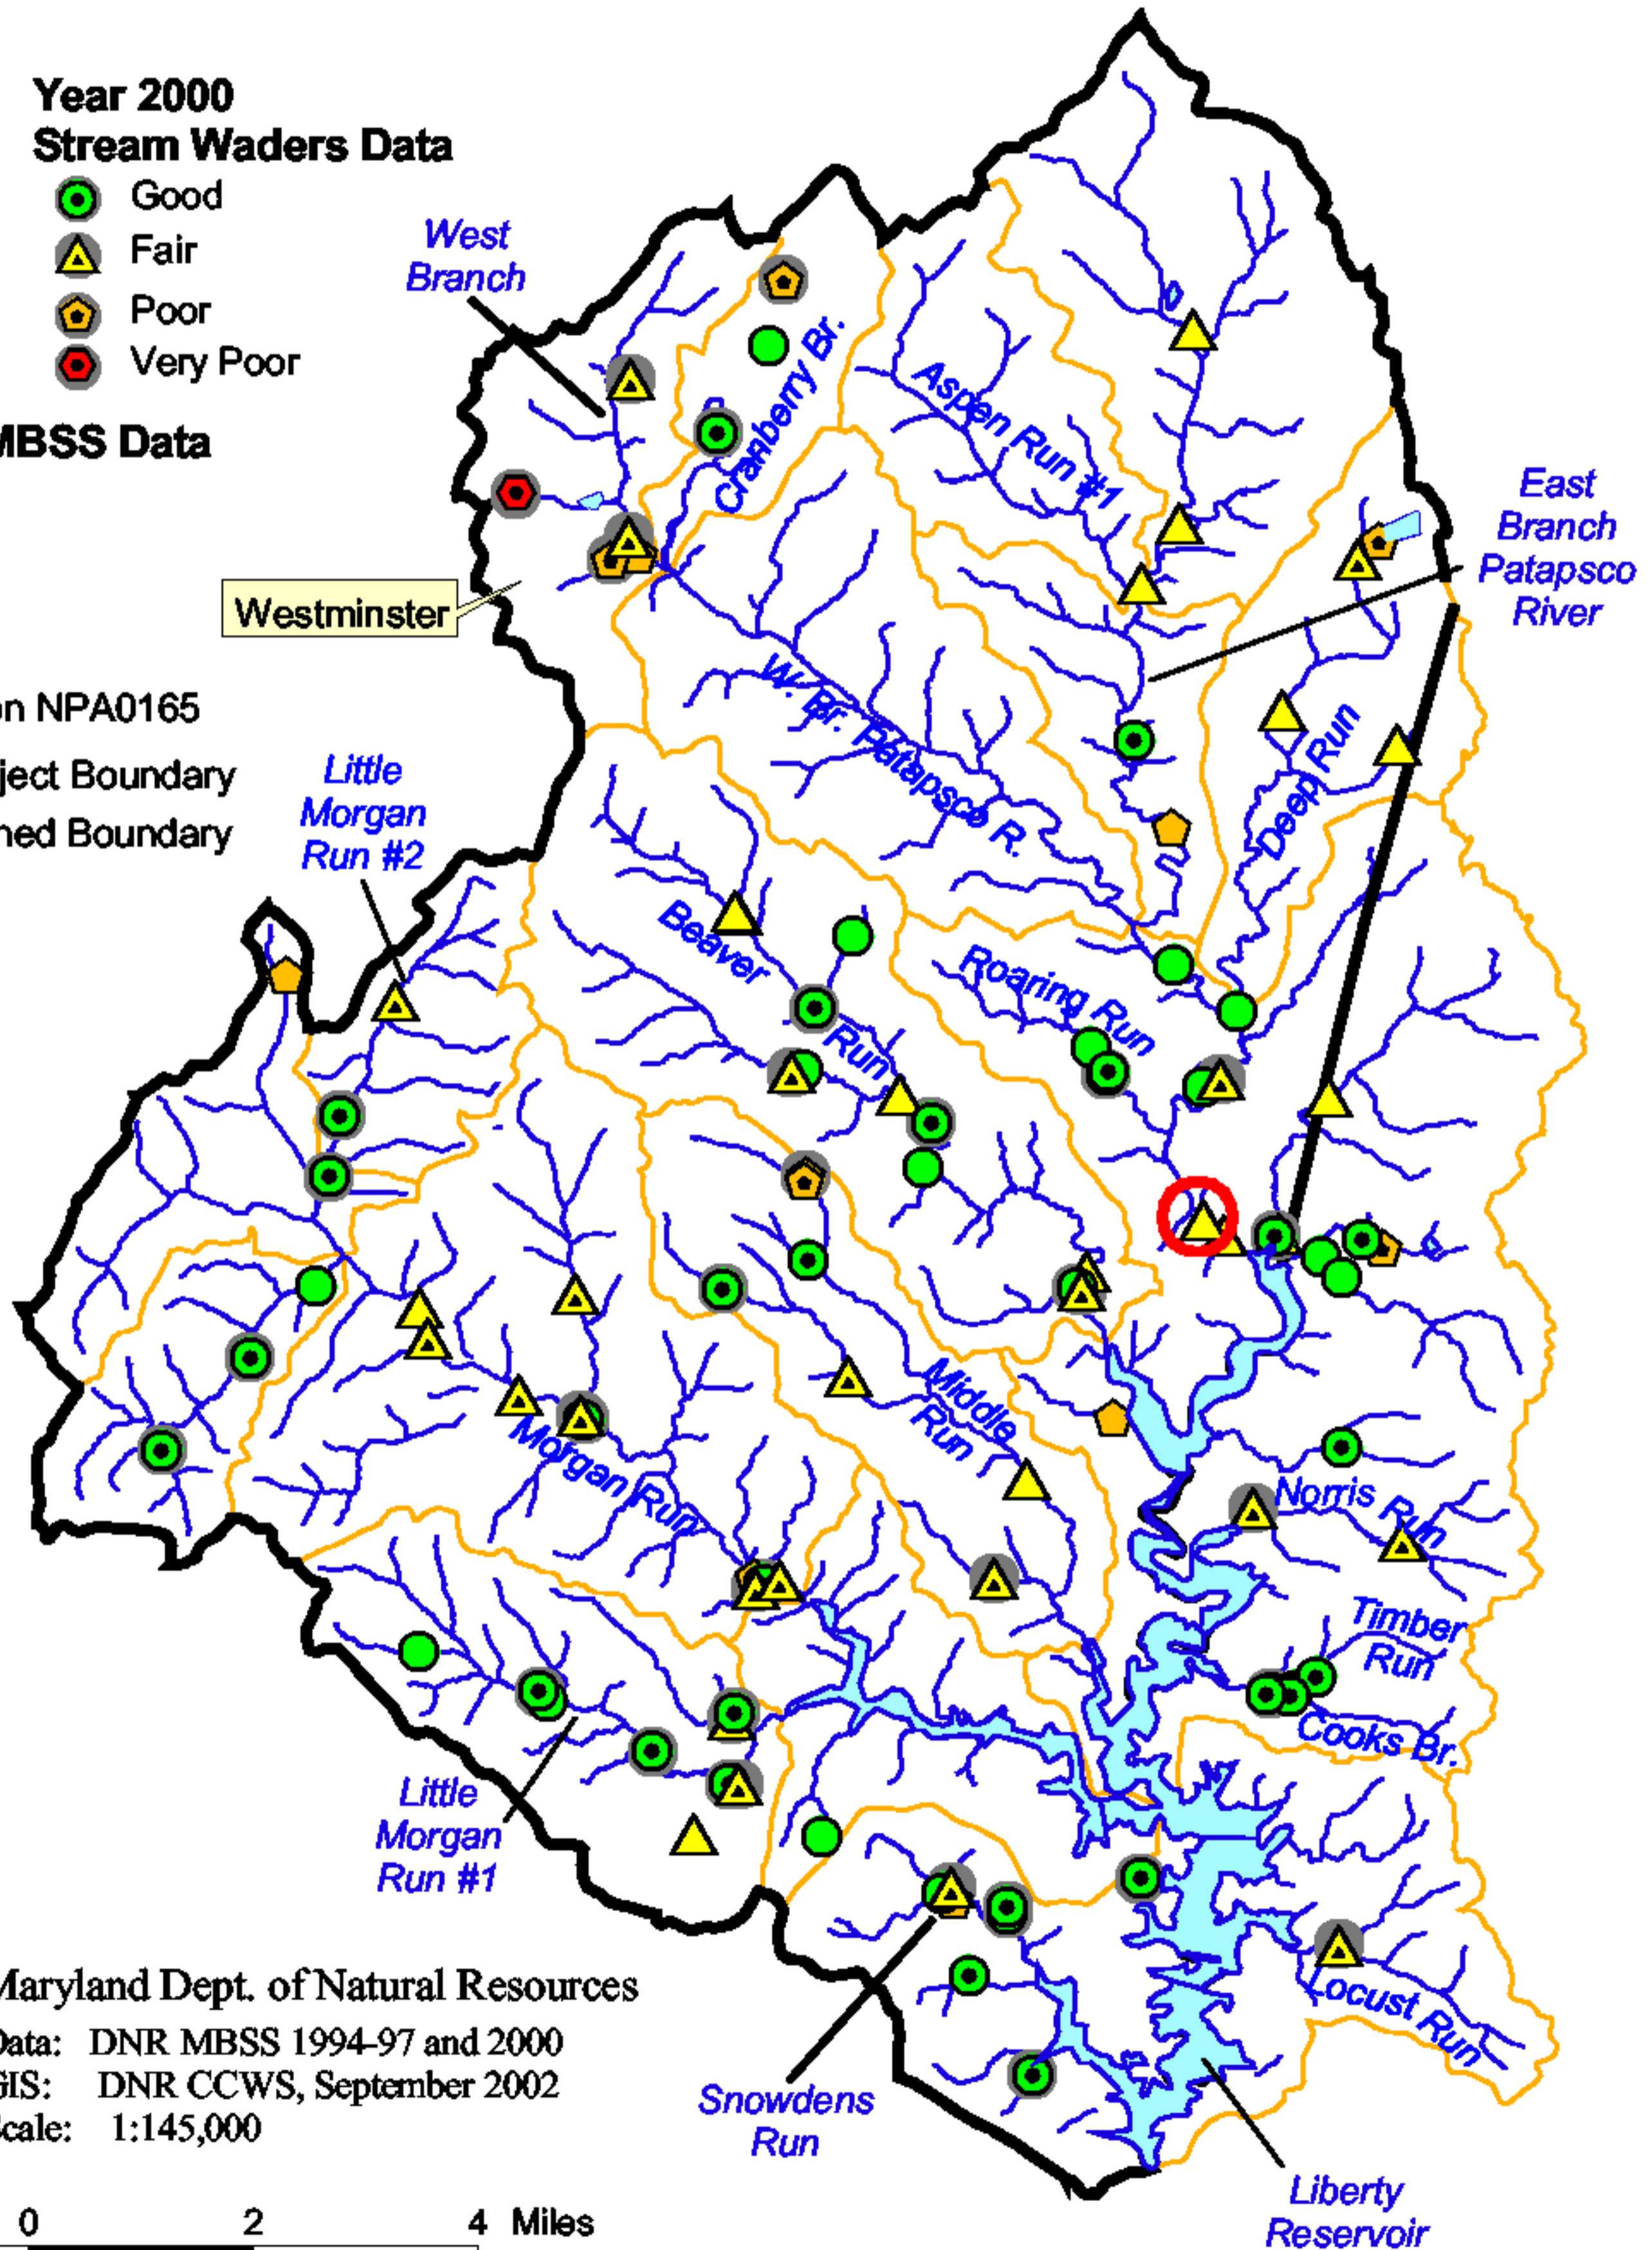 Year 2000
Stream Waders Data
Good
Fair
Poor
Very Poor
MBSS Data
Westminster
on NPA0165
ject Boundary
ned Boundary
West
Branch
Cranberry Br.
Aspen Run #1
East
Branch
Patapsco
River
W. Br. Patapsco R.
Deep Run
Little
Morgan
Run #2
Beaver
Run
Roaring Run
Middle
Run
Morgan Run
Norris Run
Timber
Run
Cooks Br.
Little
Morgan
Run #1
Locust Run
Snowdens
Run
Liberty
Reservoir
Maryland Dept. of Natural Resources
Data: DNR MBSS 1994-97 and 2000
GIS: DNR CCWS, September 2002
Scale: 1:145,000
0 2 4 Miles